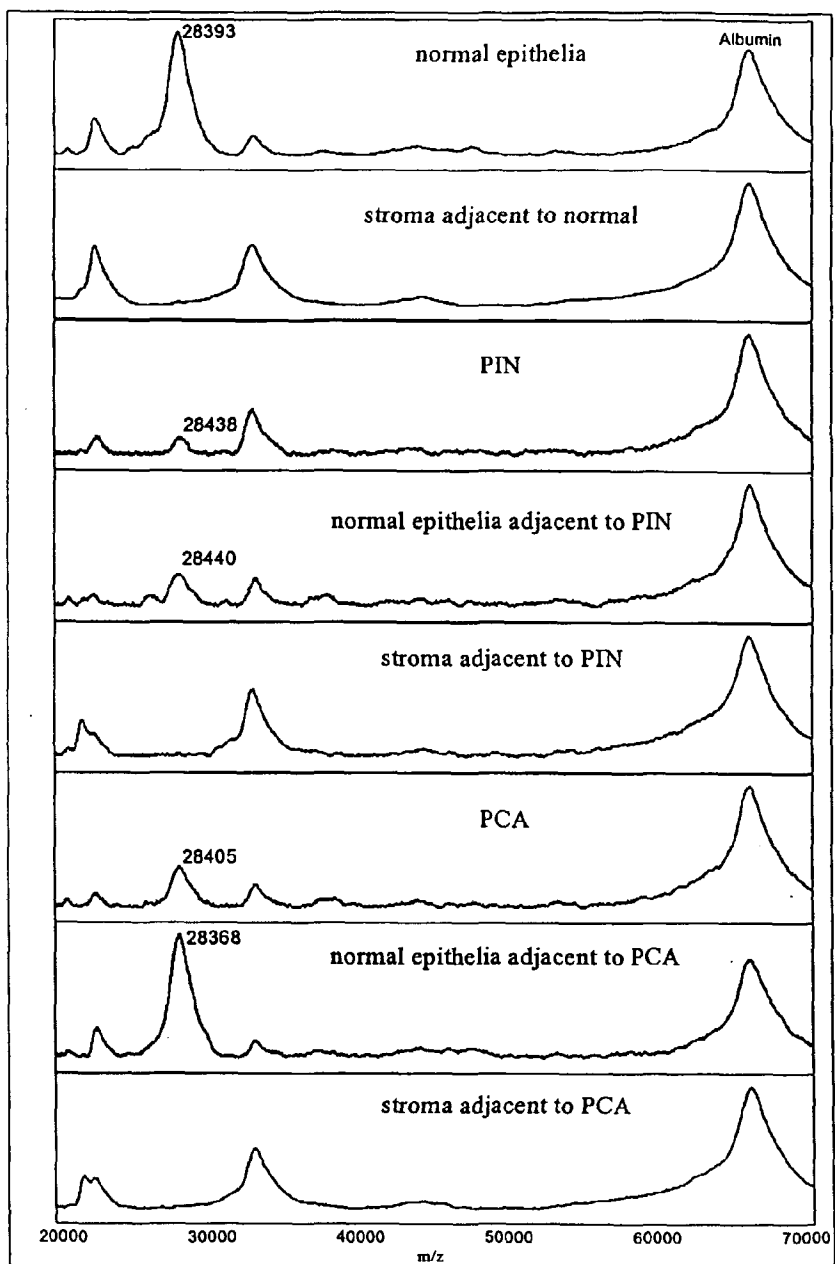 28393
normal epithelia
Albumin
stroma adjacent to normal
PIN
28438
normal epithelia adjacent to PIN
28440
stroma adjacent to PIN
PCA
28405
28368
normal epithelia adjacent to PCA
stroma adjacent to PCA
20000 30000 40000 50000 60000 70000
m/z